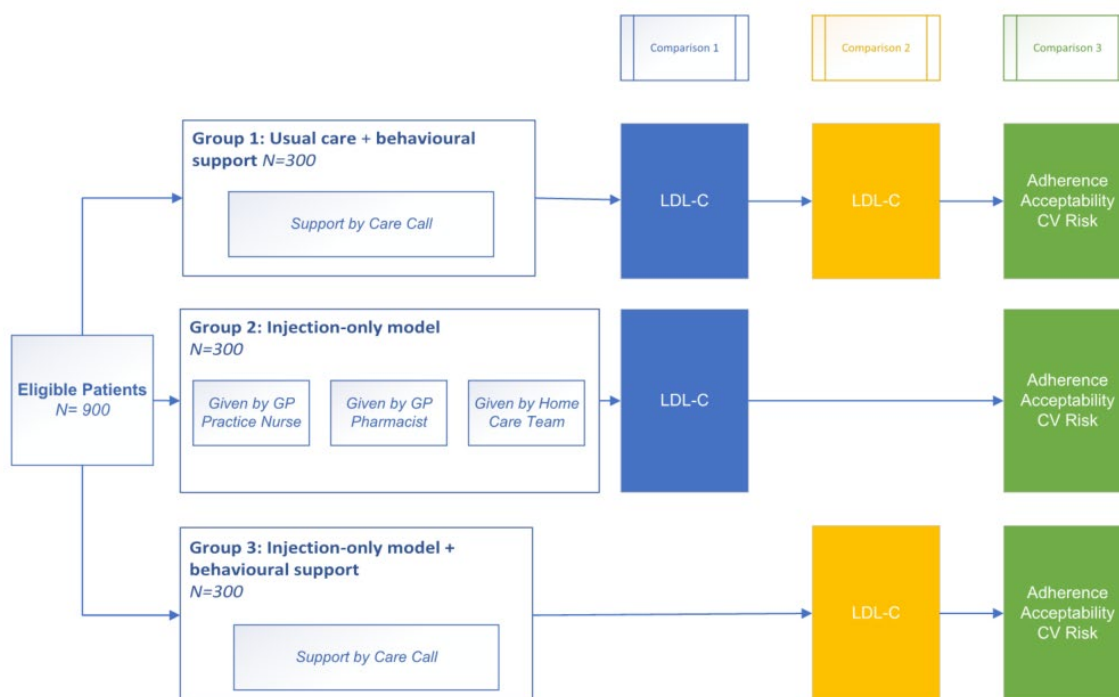 Comparison 1
Comparison 2
Comparison 3
Group 1: Usual care + behavioural
support N=300
Support by Care Call
LDL-C
LDL-C
Adherence
Acceptability
CV Risk
Eligible Patients
N= 900
Group 2: Injection-only model
N=300
Given by GP
Practice Nurse
Given by GP
Pharmacist
Given by Home
Care Team
LDL-C
Adherence
Acceptability
CV Risk
Group 3: Injection-only model +
behavioural support
N=300
Support by Care Call
LDL-C
Adherence
Acceptability
CV Risk